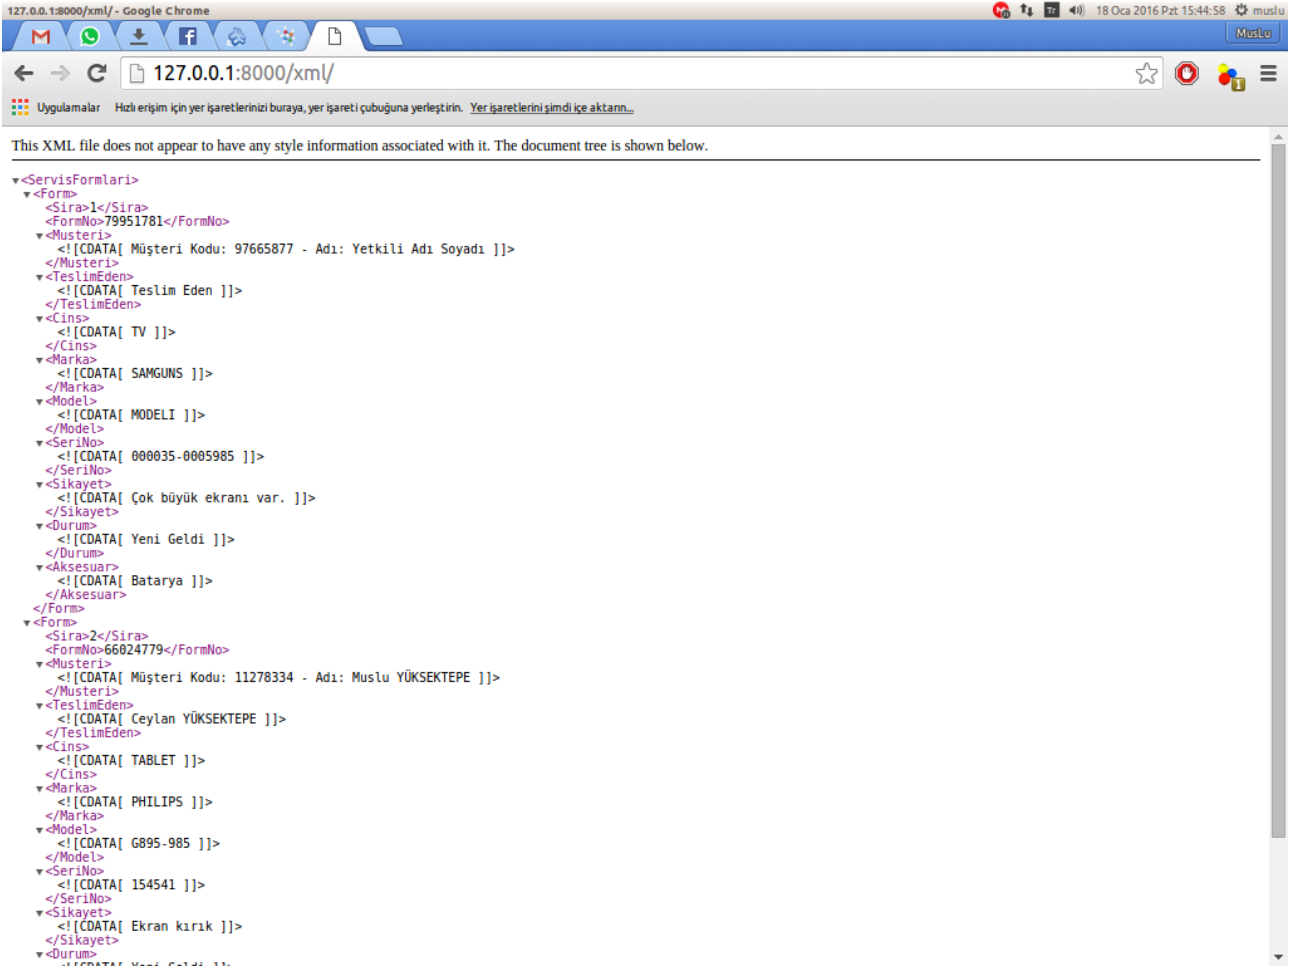 127.0.0.1:8000/xml/ - Google Chrome
Tr 18 Oca 2016 Pzt 15:44:58 muslu
MusLu
127.0.0.1:8000/xml/
1
Uygulamalar Hızlı erişim için yer işaretlerinizi buraya, yer işareti çubuğuna yerleştirin. Yer işaretlerini şimdi içe aktarın...
This XML file does not appear to have any style information associated with it. The document tree is shown below.
▼<ServisFormlari>
▼<Form>
<Sira>1</Sira>
<FormNo>79951781</FormNo>
▼<Musteri>
<![CDATA[ Müşteri Kodu: 97665877 - Adı: Yetkili Adı Soyadı ]]>
</Musteri>
▼<TeslimEden>
<![CDATA[ Teslim Eden ]]>
</TeslimEden>
▼<Cins>
<![CDATA[ TV ]]>
</Cins>
▼<Marka>
<![CDATA[ SAMGUNS ]]>
</Marka>
▼<Model>
<![CDATA[ MODELI ]]>
</Model>
▼<SeriNo>
<![CDATA[ 000035-0005985 ]]>
</SeriNo>
▼<Sikayet>
<![CDATA[ Çok büyük ekranı var. ]]>
</Sikayet>
▼<Durum>
<![CDATA[ Yeni Geldi ]]>
</Durum>
▼<Aksesuar>
<![CDATA[ Batarya ]]>
</Aksesuar>
</Form>
▼<Form>
<Sira>2</Sira>
<FormNo>66024779</FormNo>
▼<Musteri>
<![CDATA[ Müşteri Kodu: 11278334 - Adı: Muslu YÜKSEKTEPE ]]>
</Musteri>
▼<TeslimEden>
<![CDATA[ Ceylan YÜKSEKTEPE ]]>
</TeslimEden>
▼<Cins>
<![CDATA[ TABLET ]]>
</Cins>
▼<Marka>
<![CDATA[ PHILIPS ]]>
</Marka>
▼<Model>
<![CDATA[ G895-985 ]]>
</Model>
▼<SeriNo>
<![CDATA[ 154541 ]]>
</SeriNo>
▼<Sikayet>
<![CDATA[ Ekran kırık ]]>
</Sikayet>
▼<Durum>
<![CDATA[ Yeni Geldi ]]>